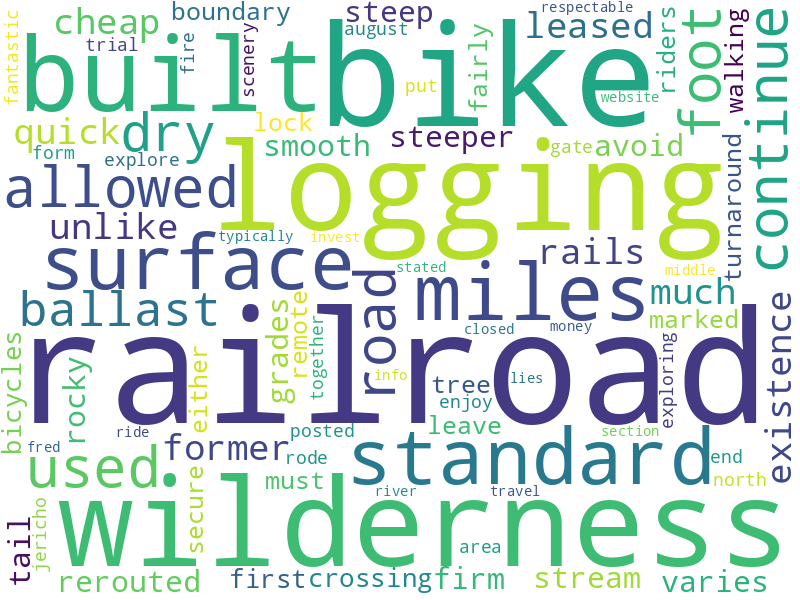 respectable
boundary
steep
cheap
leased
august
trial
fantastic
fire
scenery
built
bike
put
fairly
riders
website
foot
walking
continue
quick
dry
lock
smooth
steeper
gate
avoid
form
explore
logging
allowed
unlike
typically
invest
turnaround
surface
rails
stated
middle
miles
much
ballast
road
marked
grades
remote
together
closed
money
railroad
existence
exploring
bicycles
rocky
either
info
tree
lies
enjoy
leave
section
fred
ride
posted
former
rode
standard
end
used
secure
must
river
travel
north
wilderness
tail
jericho
area
rerouted
first
crossing
firm
stream
varies